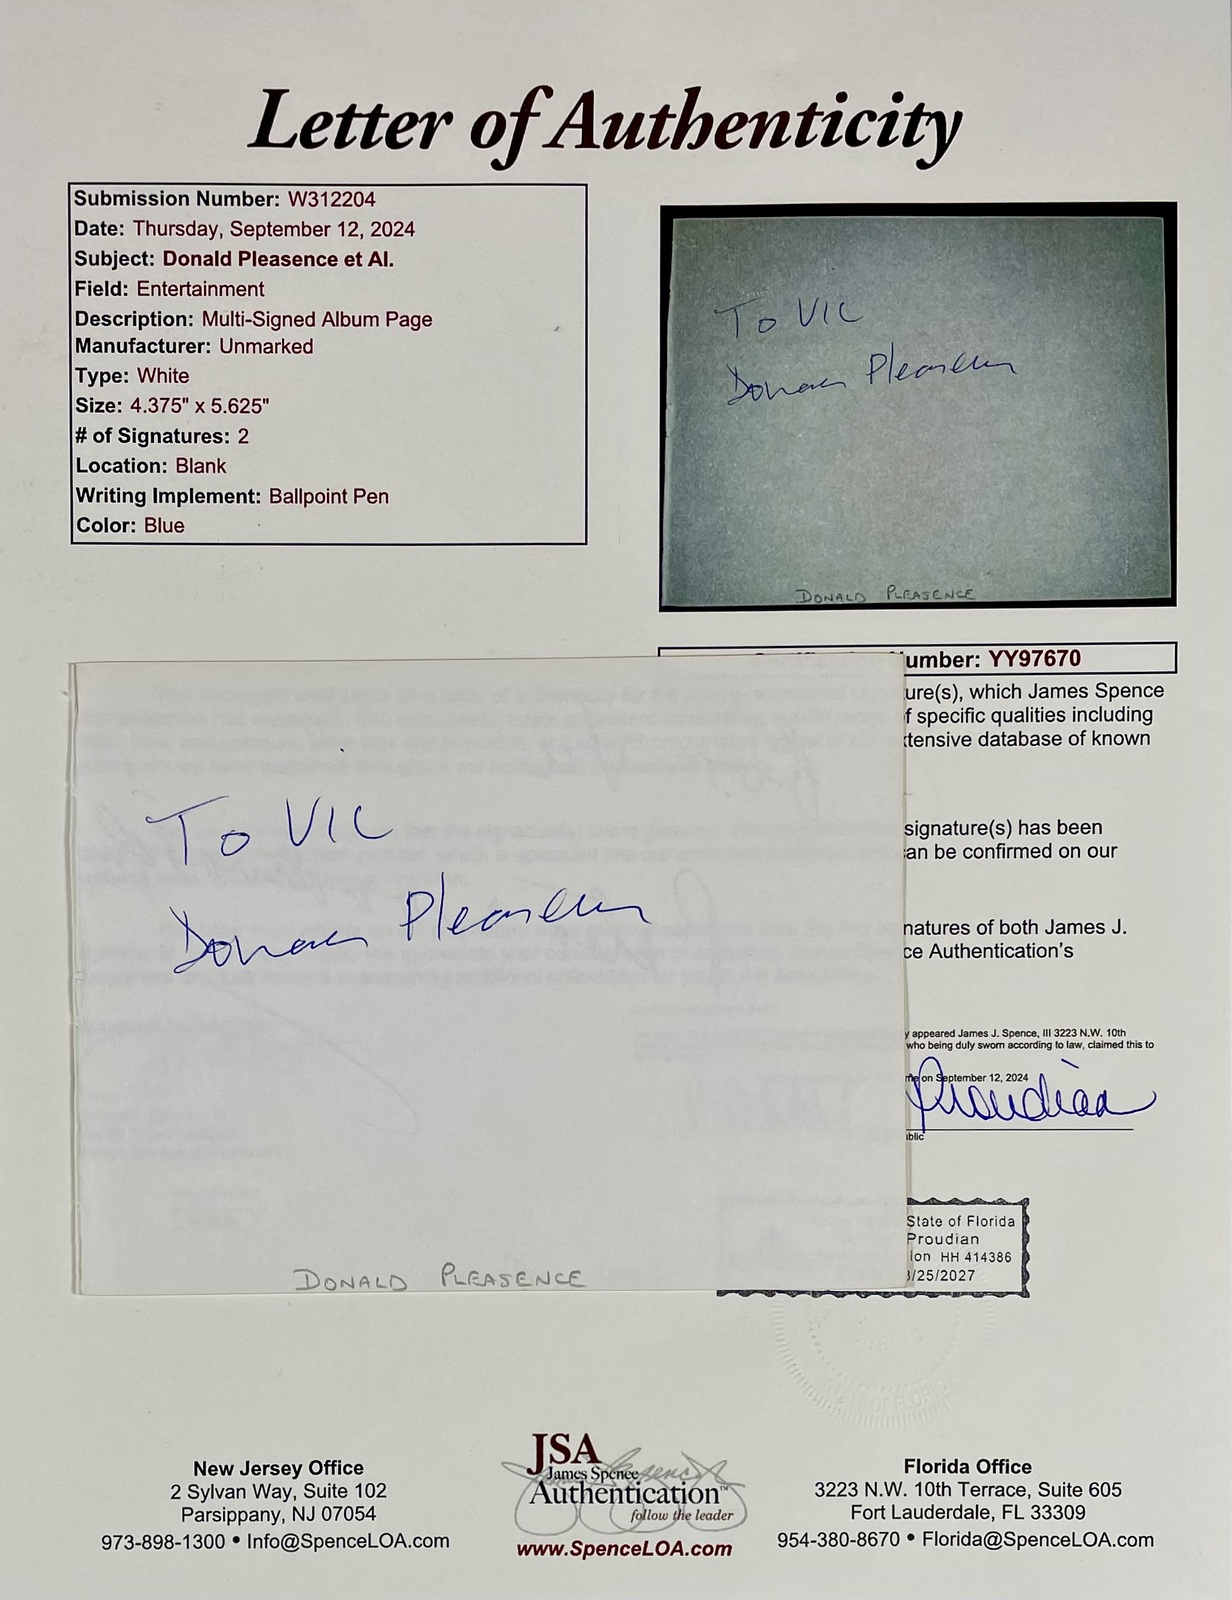 Letter of Authenticity
Submission Number: W312204
Date: Thursday, September 12, 2024
Subject: Donald Pleasence et Al.
Field: Entertainment
Description: Multi-Signed Album Page
Manufacturer: Unmarked
Type: White
Size: 4.375" x 5.625"
# of Signatures: 2
Location: Blank
Writing Implement: Ballpoint Pen
Color: Blue
To VIC
Donald Pleasence
DONALD PLEASENCE
umber: YY97670
ure(s), which James Spence
f specific qualities including
tensive database of known
signature(s) has been
an be confirmed on our
natures of both James J.
ce Authentication's
y appeared James J. Spence, III 3223 N.W. 10th
who being duly sworn according to law, claimed this to
me on September 12, 2024
Proudian
blic
State of Florida
Proudian
ion HH 414386
/25/2027
To VIC
Donald Pleasence
DONALD PLEASENCE
New Jersey Office
2 Sylvan Way, Suite 102
Parsippany, NJ 07054
973-898-1300 • Info@SpenceLOA.com
JSA
James Spence
Authentication™
follow the leader
www.SpenceLOA.com
Florida Office
3223 N.W. 10th Terrace, Suite 605
Fort Lauderdale, FL 33309
954-380-8670 • Florida@SpenceLOA.com